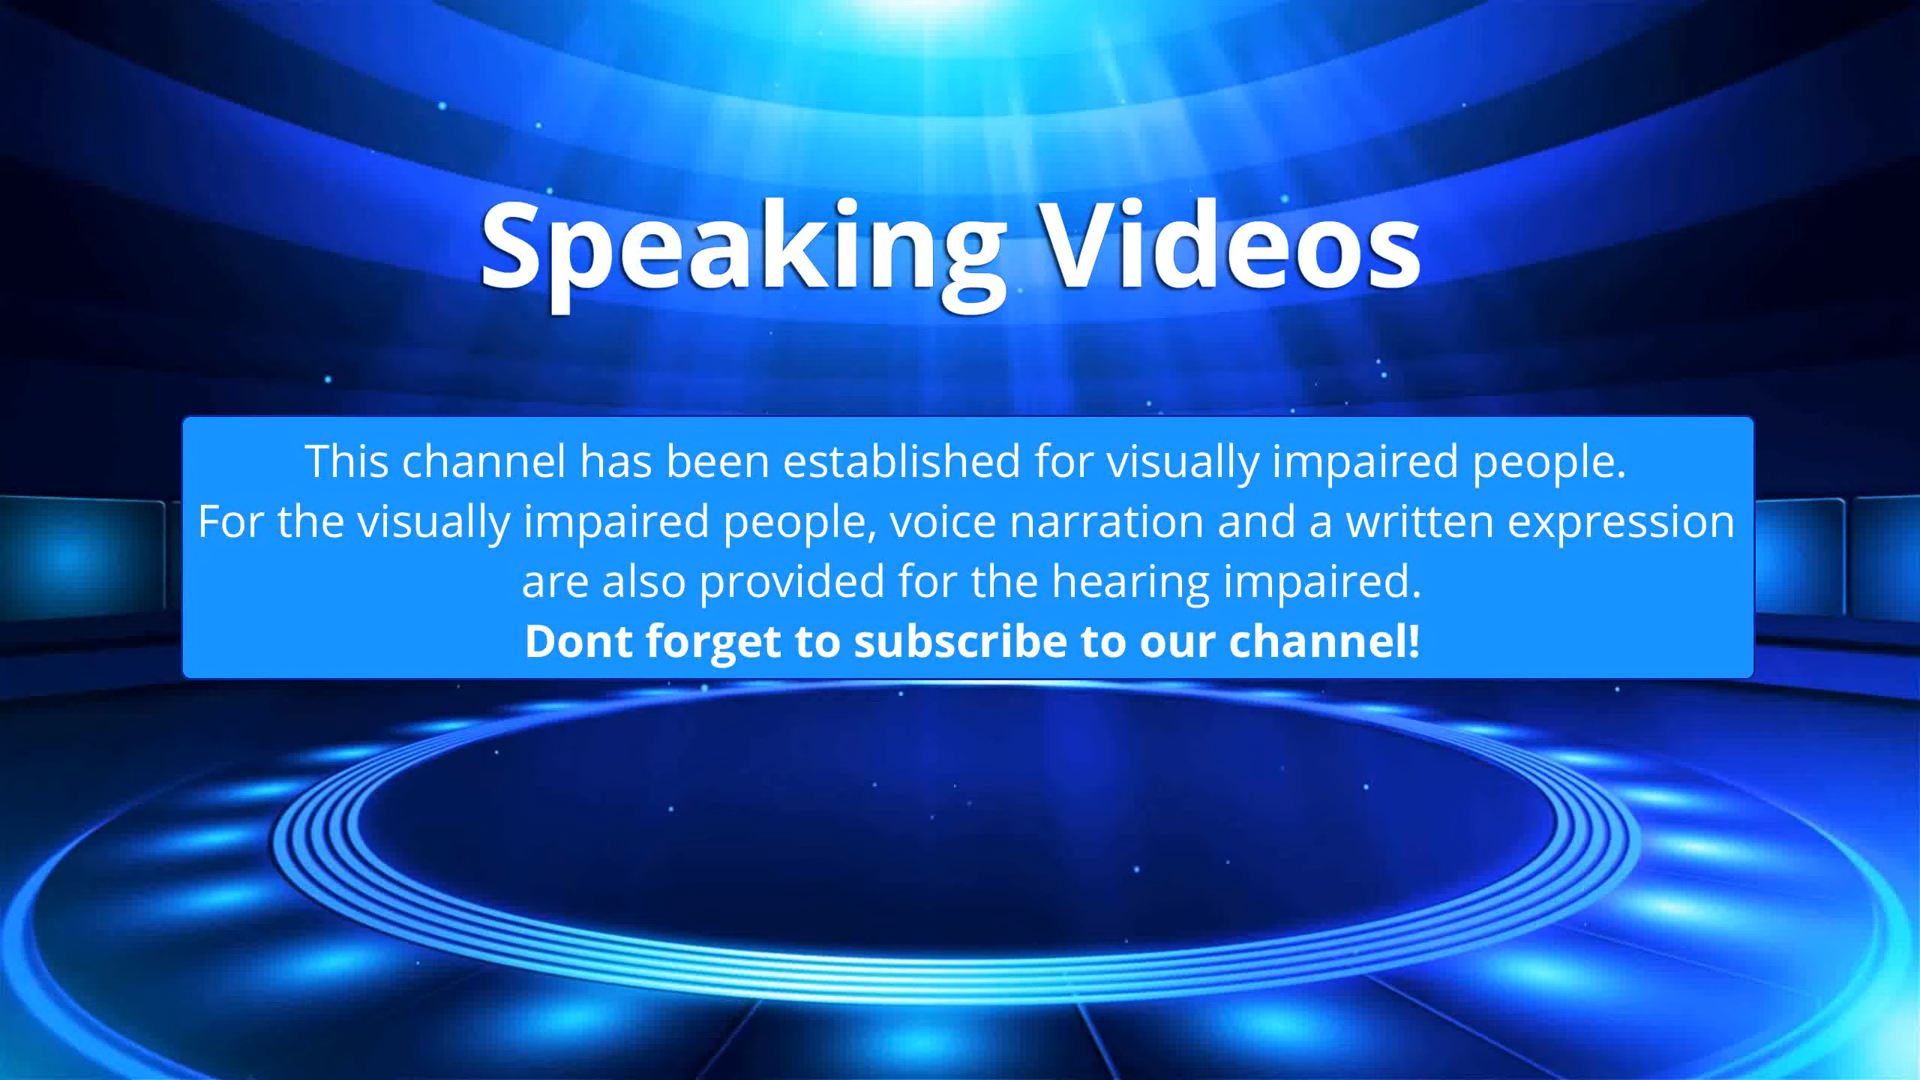 Speaking Videos
This channel has been established for visually impaired people.
For the visually impaired people, voice narration and a written expression
are also provided for the hearing impaired.
Dont forget to subscribe to our channel!